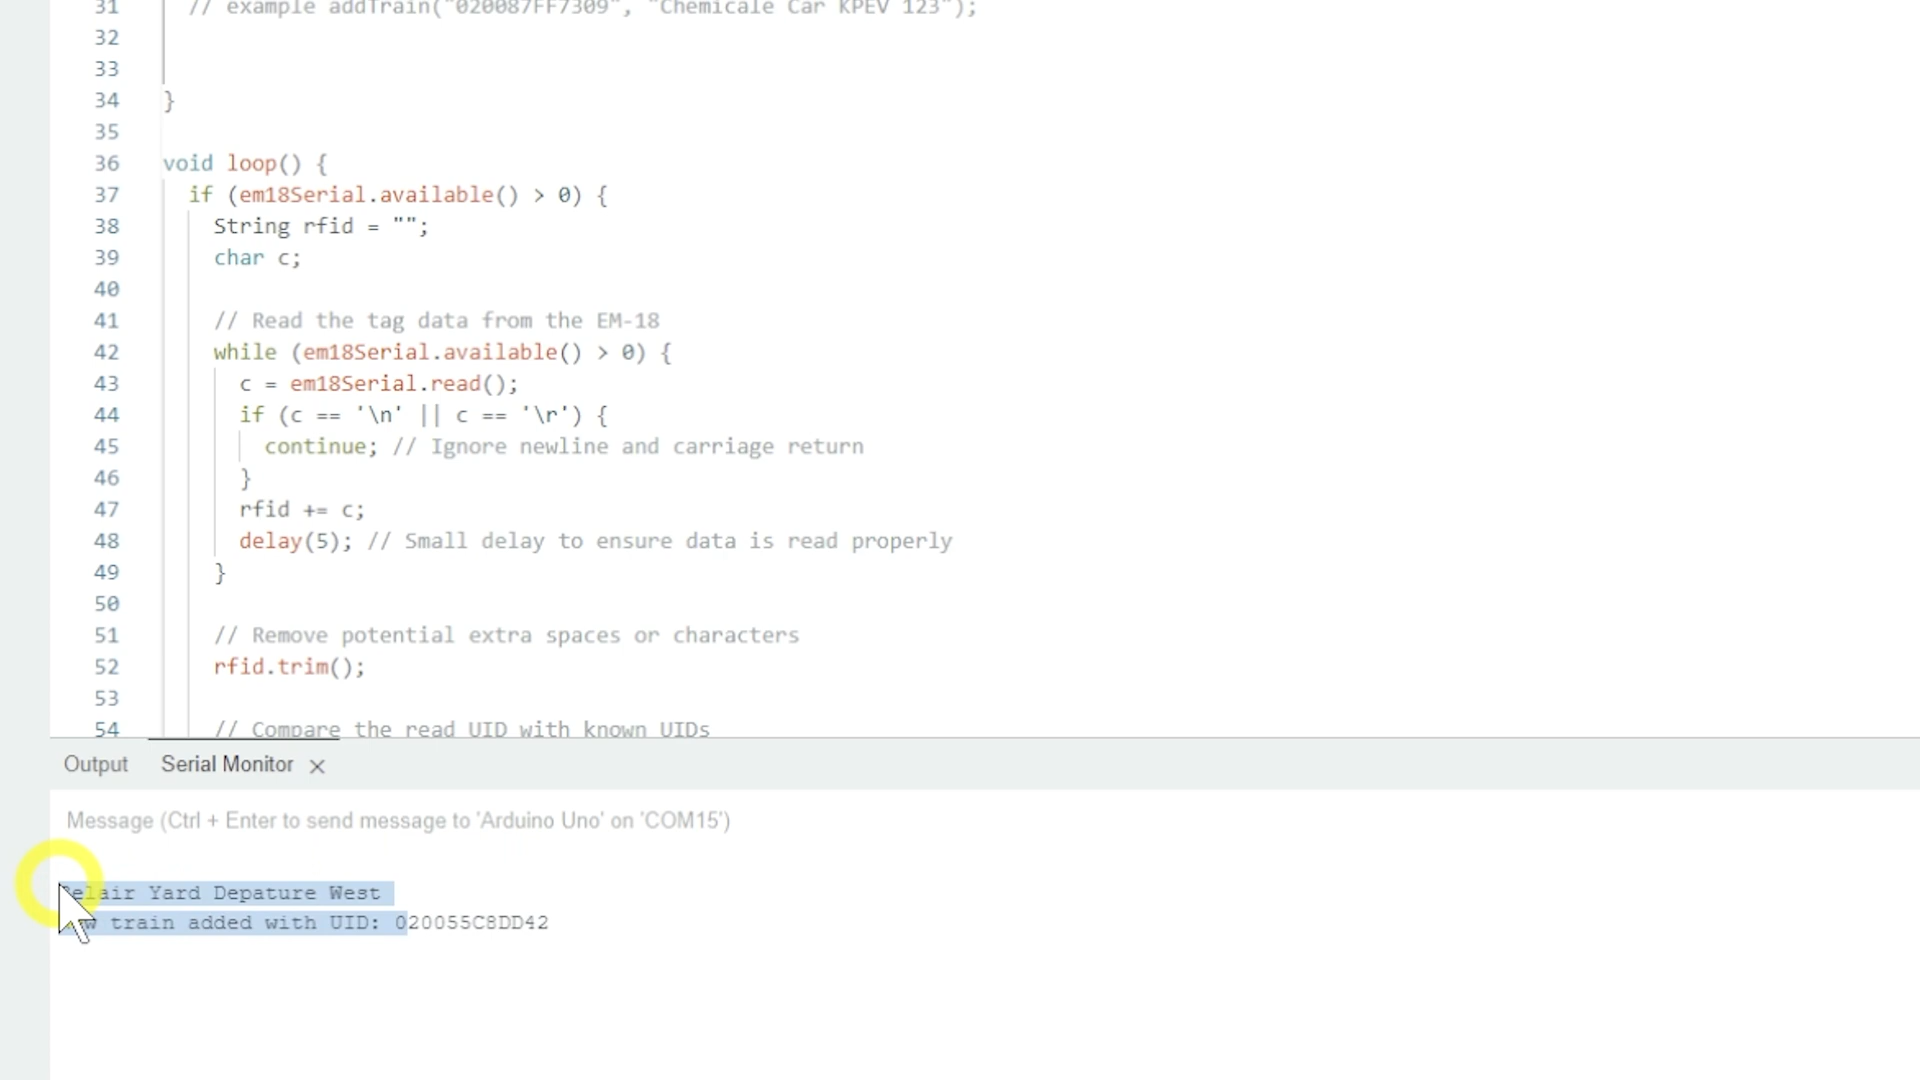 31 // example addTrain("020087FF7309", "Chemicale Car KPEV 123");
32
33
34 }
35
36 void loop() {
37 if (em18Serial.available() > 0) {
38 String rfid = "";
39 char c;
40
41 // Read the tag data from the EM-18
42 while (em18Serial.available() > 0) {
43 c = em18Serial.read();
44 if (c == '\n' || c == '\r') {
45 continue; // Ignore newline and carriage return
46 }
47 rfid += c;
48 delay(5); // Small delay to ensure data is read properly
49 }
50
51 // Remove potential extra spaces or characters
52 rfid.trim();
53
54 // Compare the read UID with known UIDs
Output Serial Monitor
Message (Ctrl + Enter to send message to 'Arduino Uno' on 'COM15')
Yard Depature West
train added with UID: 020055C8DD42